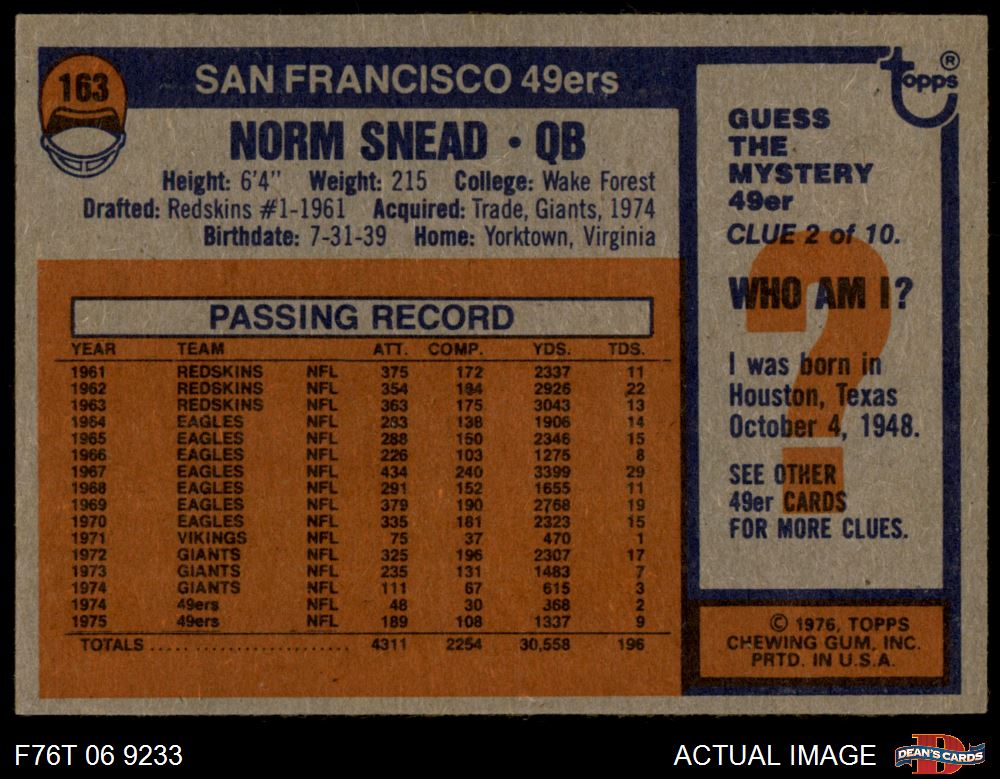 163
SAN FRANCISCO 49ers
NORM SNEAD · QB
Height: 6'4" Weight: 215 College: Wake Forest
Drafted: Redskins #1-1961 Acquired: Trade, Giants, 1974
Birthdate: 7-31-39 Home: Yorktown, Virginia
PASSING RECORD
YEAR TEAM ATT. COMP. YDS. TDS.
1961 REDSKINS NFL 375 172 2337 11
1962 REDSKINS NFL 354 184 2926 22
1963 REDSKINS NFL 363 175 3043 13
1964 EAGLES NFL 283 138 1906 14
1965 EAGLES NFL 288 150 2346 15
1966 EAGLES NFL 226 103 1275 8
1967 EAGLES NFL 434 240 3399 29
1968 EAGLES NFL 291 152 1655 11
1969 EAGLES NFL 379 190 2768 19
1970 EAGLES NFL 335 181 2323 15
1971 VIKINGS NFL 75 37 470 1
1972 GIANTS NFL 325 196 2307 17
1973 GIANTS NFL 235 131 1483 7
1974 GIANTS NFL 111 67 615 3
1974 49ers NFL 48 30 368 2
1975 49ers NFL 189 108 1337 9
TOTALS .......................... 4311 2254 30,558 196
topps®
GUESS
THE
MYSTERY
49er
CLUE 2 of 10.
?
WHO AM I?
I was born in
Houston, Texas
October 4, 1948.
SEE OTHER
49er CARDS
FOR MORE CLUES.
© 1976, TOPPS
CHEWING GUM, INC.
PRTD. IN U.S.A.
F76T 06 9233
ACTUAL IMAGE
DEAN'S CARDS